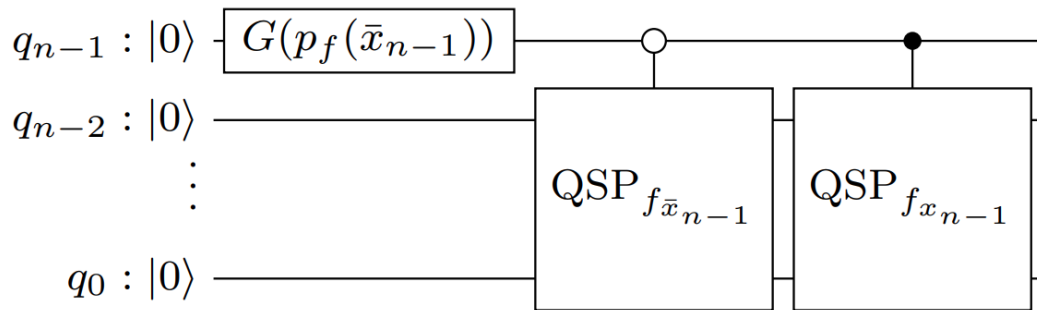 q_{n−1} : |0⟩ G(p_f(x̄_{n−1}))
q_{n−2} : |0⟩
⋮
QSP_{f_{x̄_{n−1}}} QSP_{f_{x_{n−1}}}
q_0 : |0⟩